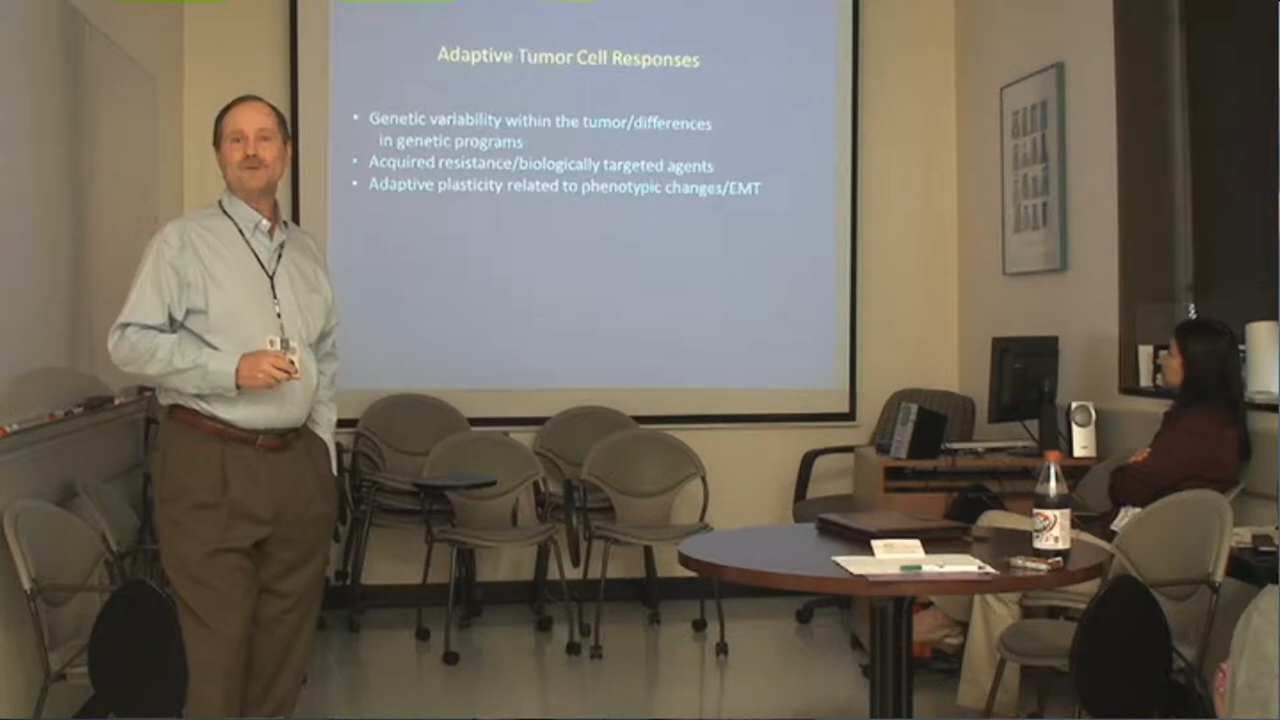 Adaptive Tumor Cell Responses
• Genetic variability within the tumor/differences
in genetic programs
• Acquired resistance/biologically targeted agents
• Adaptive plasticity related to phenotypic changes/EMT